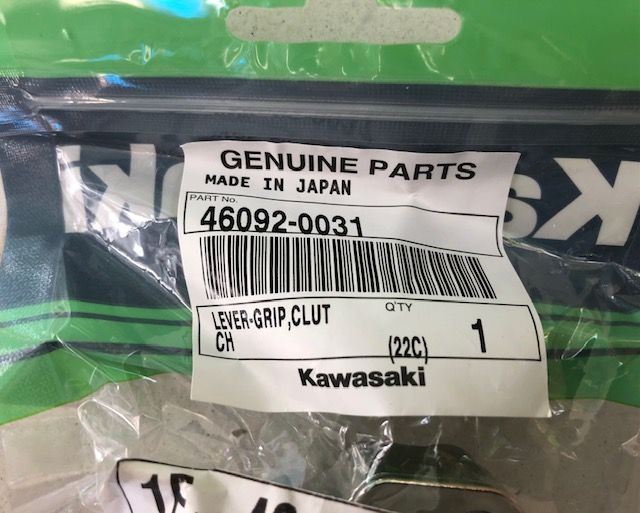 GENUINE PARTS
MADE IN JAPAN
PART No.
46092-0031
LEVER-GRIP,CLUT
CH
Q'TY
(22C)
1
Kawasaki